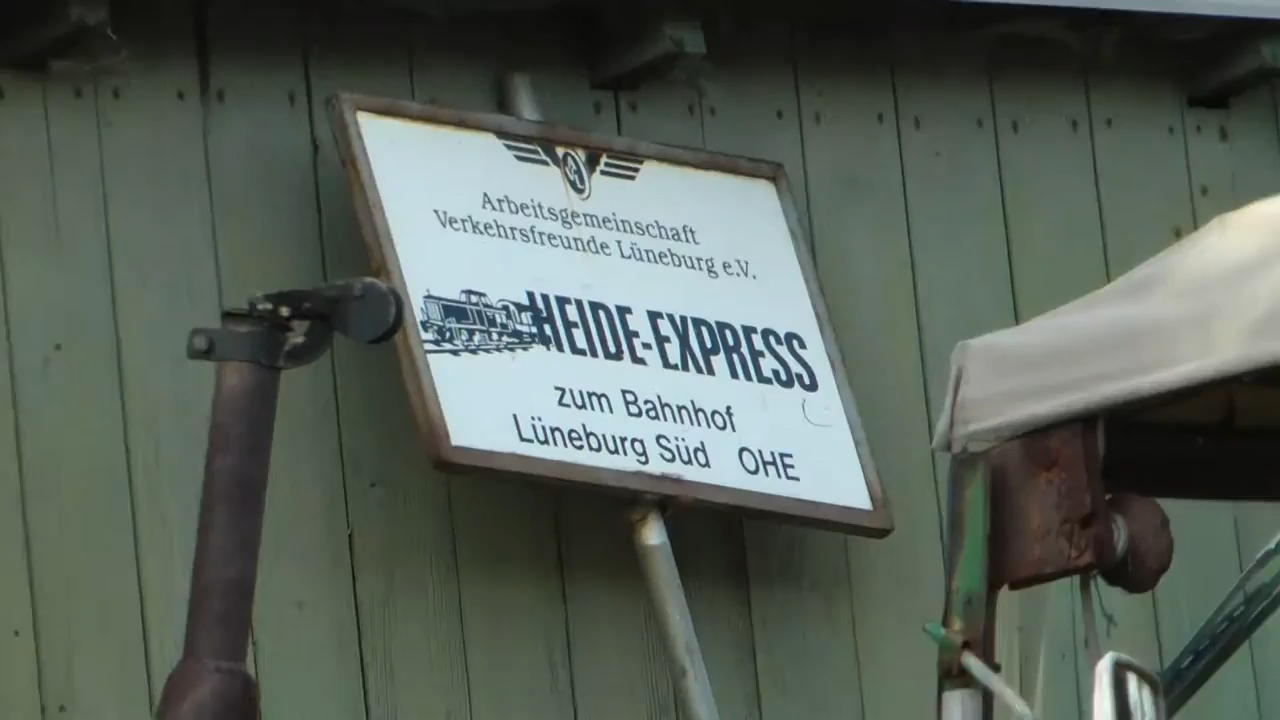 Arbeitsgemeinschaft
Verkehrsfreunde Lüneburg e.V.
HEIDE-EXPRESS
zum Bahnhof
Lüneburg Süd OHE